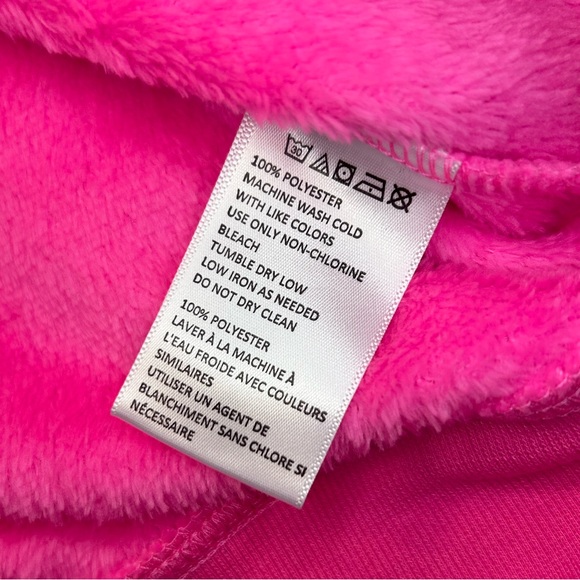 30
100% POLYESTER
MACHINE WASH COLD
WITH LIKE COLORS
USE ONLY NON-CHLORINE
BLEACH
TUMBLE DRY LOW
LOW IRON AS NEEDED
DO NOT DRY CLEAN
100% POLYESTER
LAVER À LA MACHINE À
L'EAU FROIDE AVEC COULEURS
SIMILAIRES
UTILISER UN AGENT DE
BLANCHIMENT SANS CHLORE SI
NÉCESSAIRE